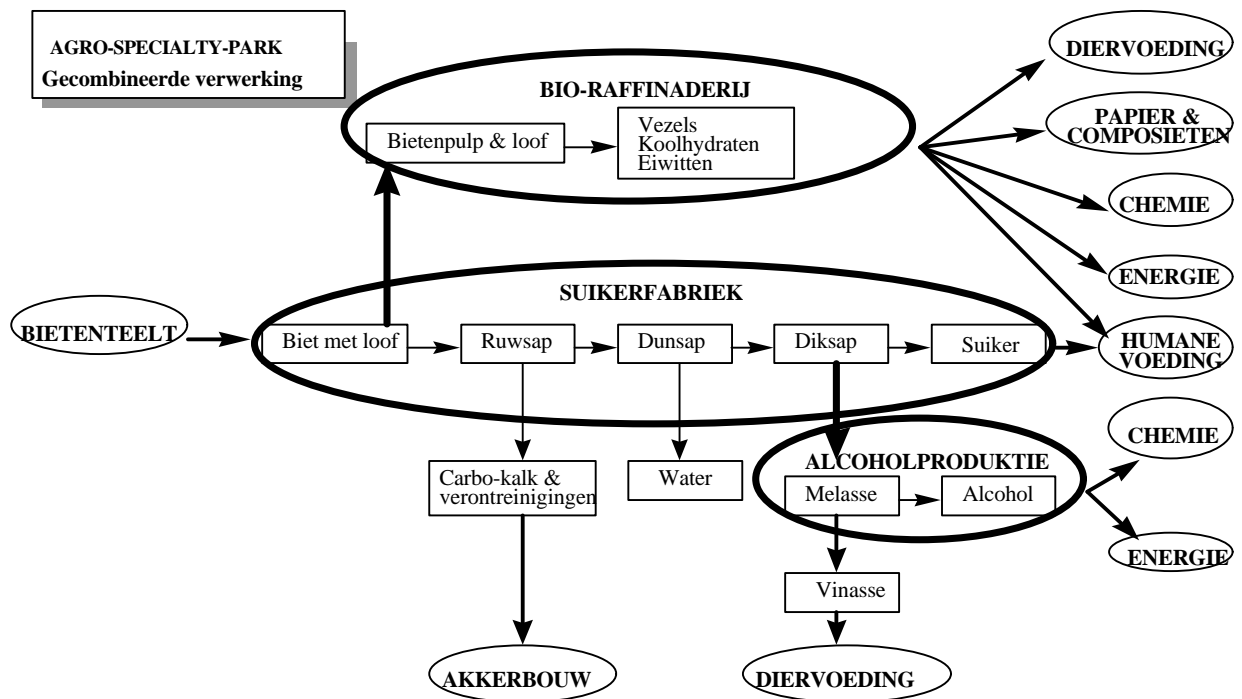 AGRO-SPECIALTY-PARK
Gecombineerde verwerking
BIO-RAFFINADERIJ
Bietenpulp & loof
Vezels
Koolhydraten
Eiwitten
DIERVOEDING
PAPIER &
COMPOSIETEN
CHEMIE
ENERGIE
SUIKERFABRIEK
BIETENTEELT
Biet met loof
Ruwsap
Dunsap
Diksap
Suiker
HUMANE
VOEDING
Carbo-kalk &
verontreinigingen
Water
ALCOHOLPRODUKTIE
Melasse
Alcohol
CHEMIE
ENERGIE
Vinasse
AKKERBOUW
DIERVOEDING